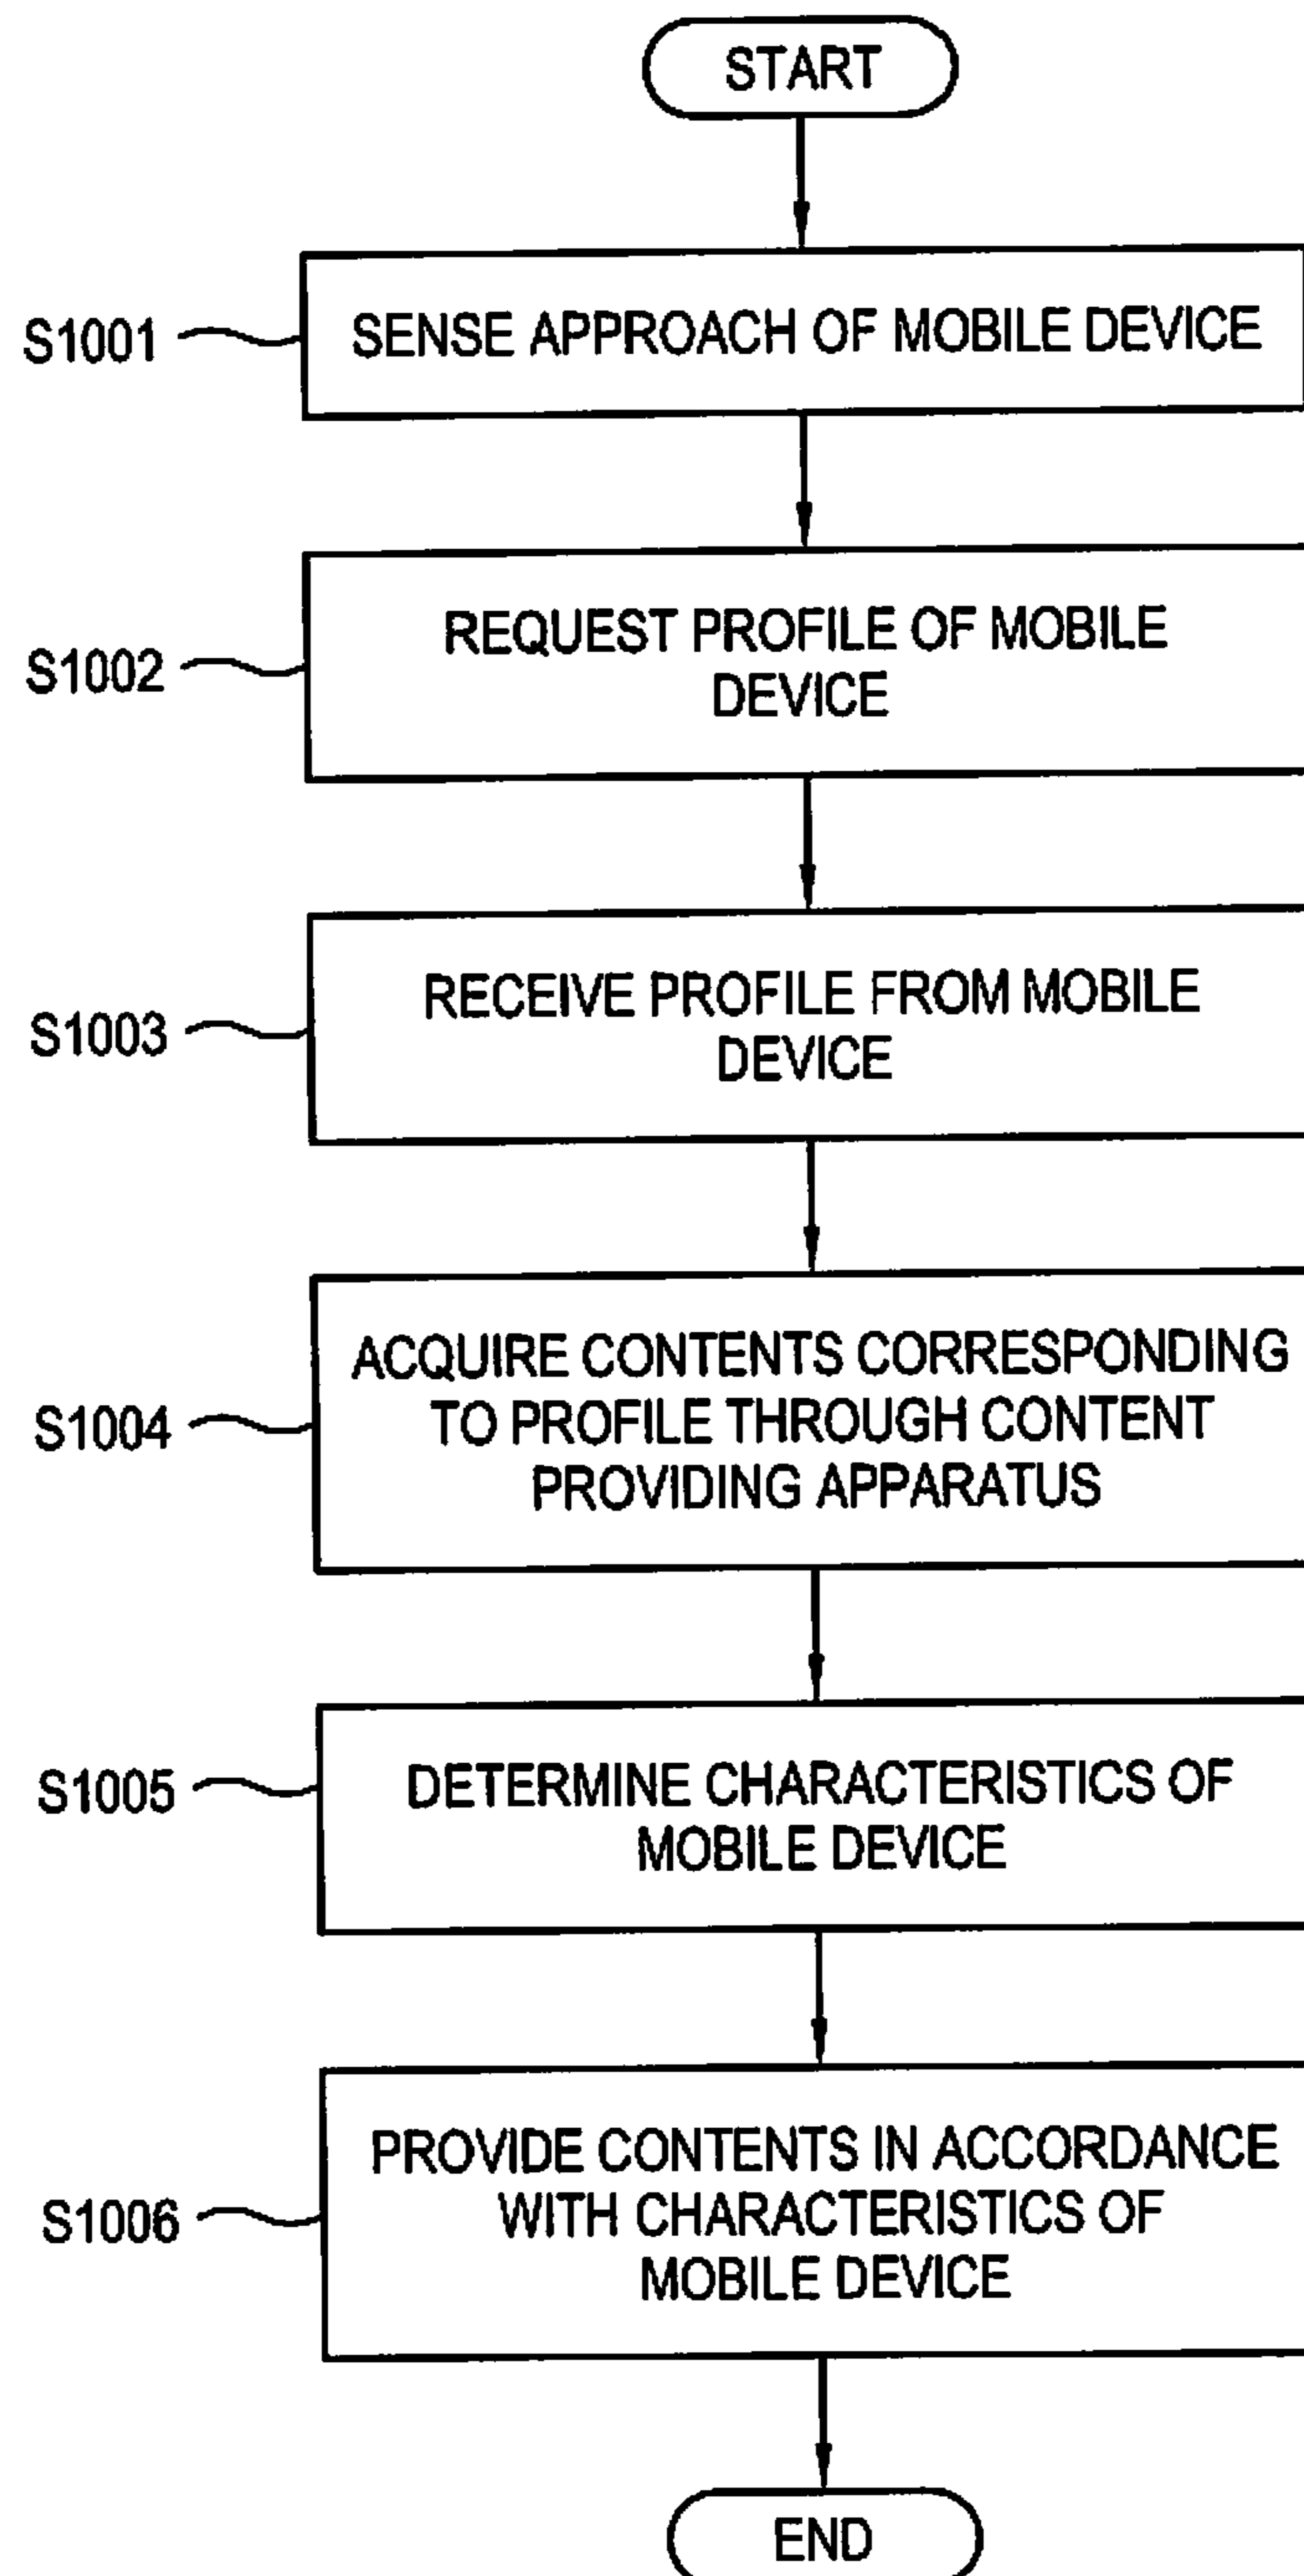 START
S1001
SENSE APPROACH OF MOBILE DEVICE
S1002
REQUEST PROFILE OF MOBILE
DEVICE
S1003
RECEIVE PROFILE FROM MOBILE
DEVICE
S1004
ACQUIRE CONTENTS CORRESPONDING
TO PROFILE THROUGH CONTENT
PROVIDING APPARATUS
S1005
DETERMINE CHARACTERISTICS OF
MOBILE DEVICE
S1006
PROVIDE CONTENTS IN ACCORDANCE
WITH CHARACTERISTICS OF
MOBILE DEVICE
END